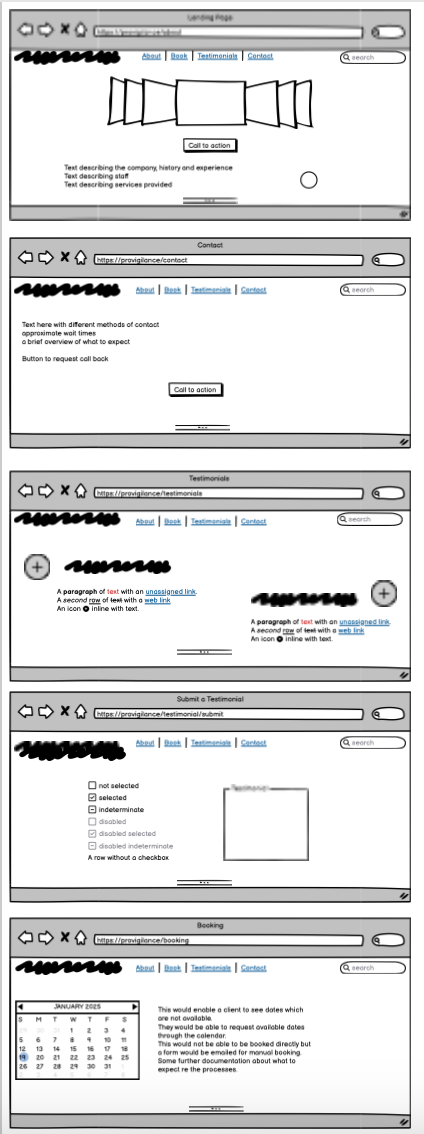 Landing Page
https://provigilance/about
About | Book | Testimonials | Contact
search
Call to action
Text describing the company, history and experience
Text describing staff
Text describing services provided
Contact
https://provigilance/contact
About | Book | Testimonials | Contact
search
Text here with different methods of contact
approximate wait times
a brief overview of what to expect
Button to request call back
Call to action
Testimonials
https://provigilance/testimonials
About | Book | Testimonials | Contact
search
A paragraph of text with an unassigned link.
A second row of text with a web link
An icon inline with text.
A paragraph of text with an unassigned link.
A second row of text with a web link
An icon inline with text.
Submit a Testimonial
https://provigilance/testimonial/submit
About | Book | Testimonials | Contact
search
not selected
selected
indeterminate
disabled
disabled selected
disabled indeterminate
A row without a checkbox
Testimonial
Booking
https://provigilance/booking
About | Book | Testimonials | Contact
search
JANUARY 2025
S M T W T F S
29 30 31 1 2 3 4
5 6 7 8 9 10 11
12 13 14 15 16 17 18
19 20 21 22 23 24 25
26 27 28 29 30 31
This would enable a client to see dates which
are not available.
They would be able to request available dates
through the calendar.
This would not be able to be booked directly but
a form would be emailed for manual booking.
Some further documentation about what to
expect re the processes.